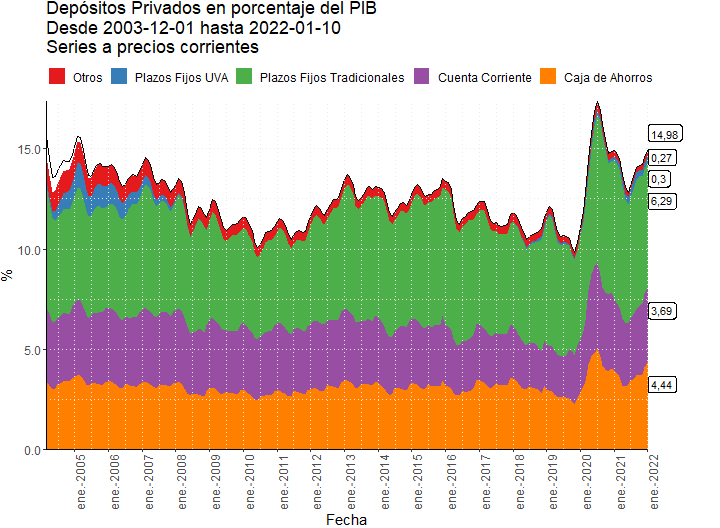 Depósitos Privados en porcentaje del PIB
Desde 2003-12-01 hasta 2022-01-10
Series a precios corrientes
Otros Plazos Fijos UVA Plazos Fijos Tradicionales Cuenta Corriente Caja de Ahorros
15.0
10.0
5.0
0.0
%
14,98
0,27
0,3
6,29
3,69
4,44
ene.-2005
ene.-2006
ene.-2007
ene.-2008
ene.-2009
ene.-2010
ene.-2011
ene.-2012
ene.-2013
ene.-2014
ene.-2015
ene.-2016
ene.-2017
ene.-2018
ene.-2019
ene.-2020
ene.-2021
ene.-2022
Fecha